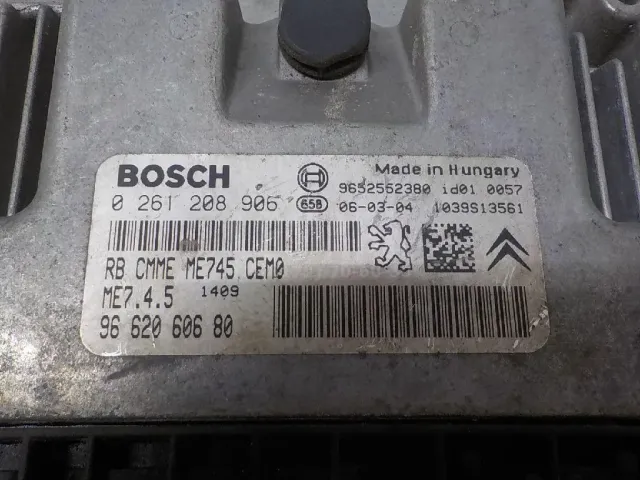 BOSCH
Made in Hungary
9652552380 id01 0057
0 261 208 906
658
06-03-04
1039S13561
RB CMME ME745 CEM0
ME7.4.5
1409
96 620 606 80